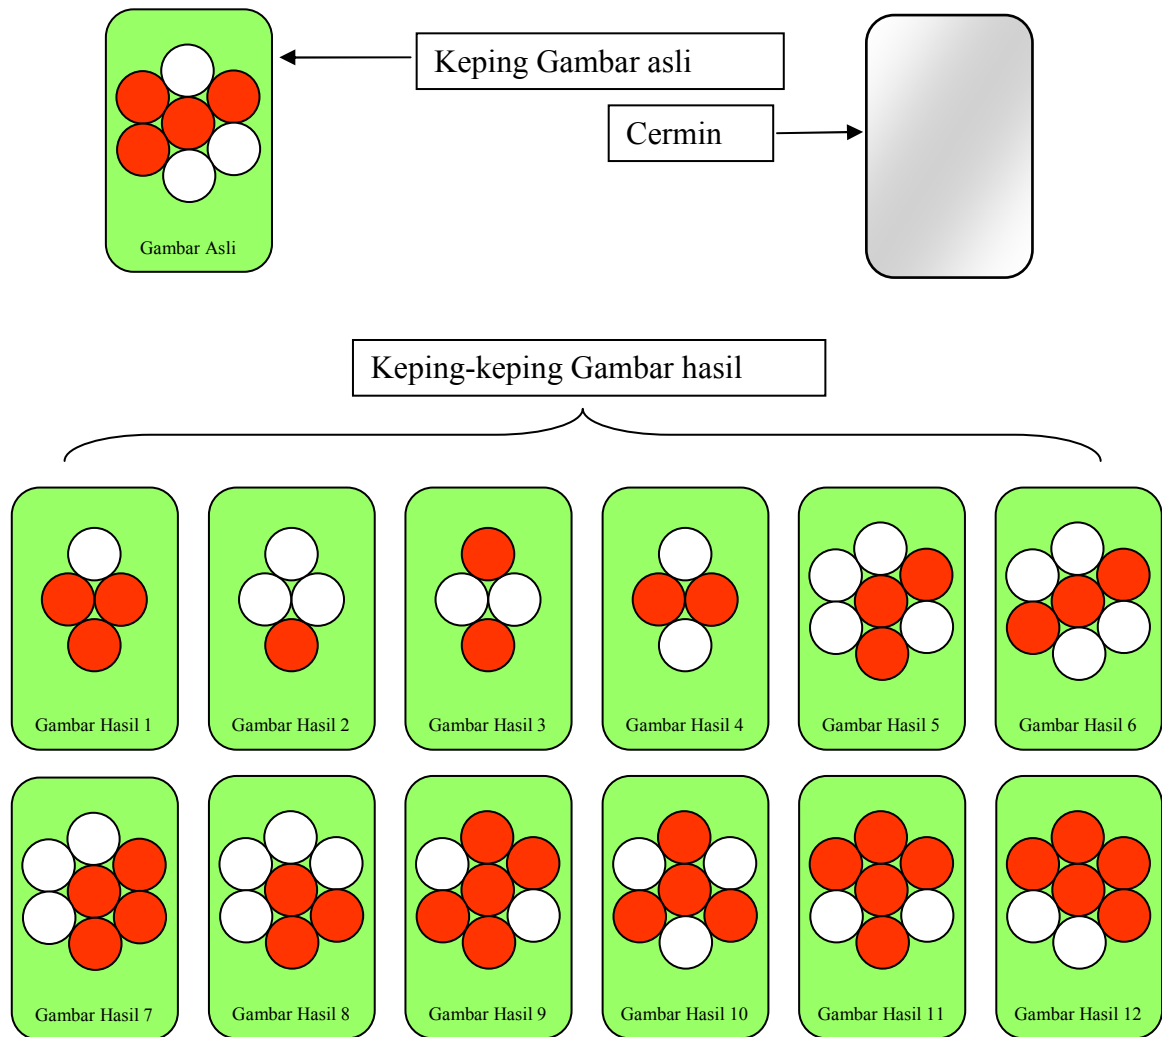 Keping Gambar asli
Cermin
Gambar Asli
Keping-keping Gambar hasil
Gambar Hasil 1
Gambar Hasil 2
Gambar Hasil 3
Gambar Hasil 4
Gambar Hasil 5
Gambar Hasil 6
Gambar Hasil 7
Gambar Hasil 8
Gambar Hasil 9
Gambar Hasil 10
Gambar Hasil 11
Gambar Hasil 12